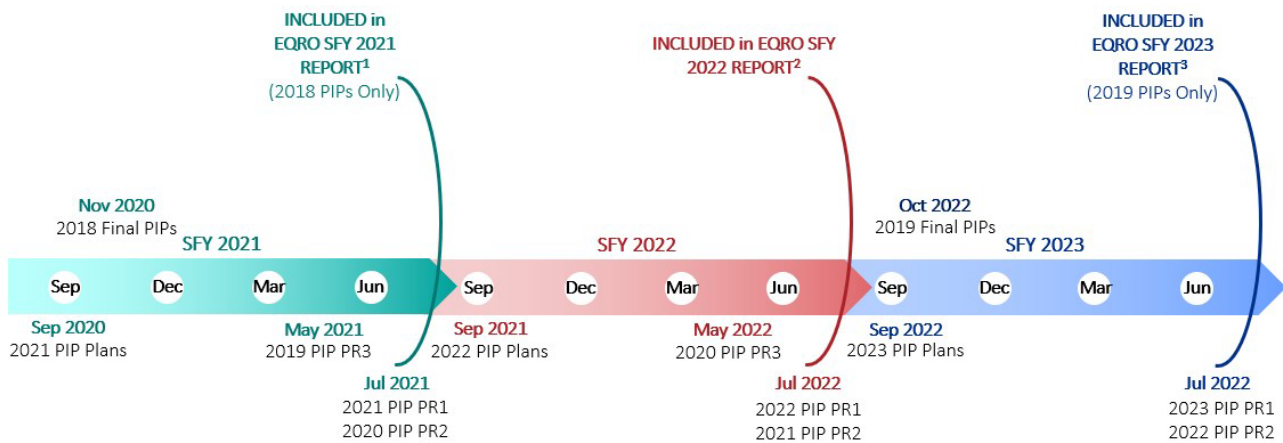 INCLUDED in
EQRO SFY 2021
REPORT¹
(2018 PIPs Only)
INCLUDED in EQRO SFY
2022 REPORT²
INCLUDED in
EQRO SFY 2023
REPORT³
(2019 PIPs Only)
Nov 2020
2018 Final PIPs
Oct 2022
2019 Final PIPs
SFY 2021
SFY 2022
SFY 2023
Sep
Dec
Mar
Jun
Sep
Dec
Mar
Jun
Sep
Dec
Mar
Jun
Sep 2020
2021 PIP Plans
May 2021
2019 PIP PR3
Sep 2021
2022 PIP Plans
May 2022
2020 PIP PR3
Sep 2022
2023 PIP Plans
Jul 2021
2021 PIP PR1
2020 PIP PR2
Jul 2022
2022 PIP PR1
2021 PIP PR2
Jul 2022
2023 PIP PR1
2022 PIP PR2